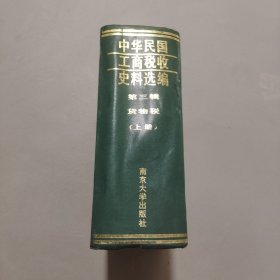 中华民国
工商税收
史料选编
第三辑
货物税
(上册)
南京大学出版社